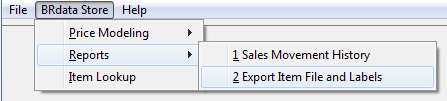 File BRdata Store Help
Price Modeling
Reports
Item Lookup
1 Sales Movement History
2 Export Item File and Labels